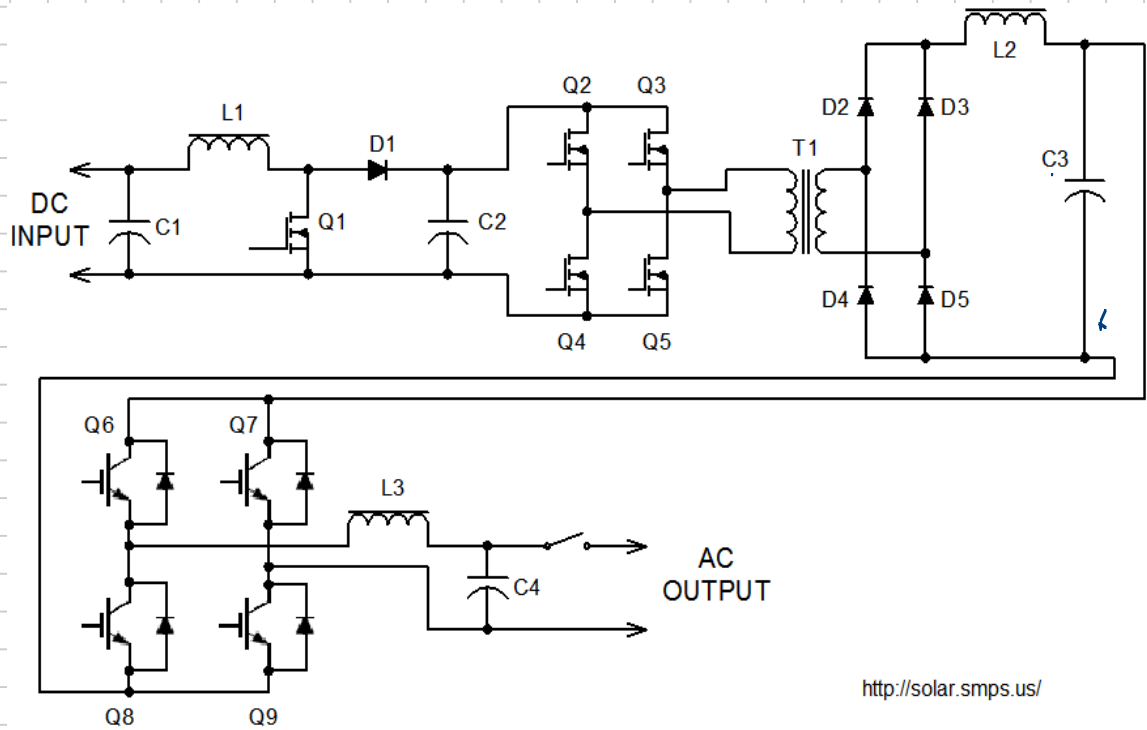 L2
Q2
Q3
D2
D3
L1
D1
T1
C3
DC
INPUT
C1
Q1
C2
D4
D5
Q4
Q5
Q6
Q7
L3
AC
OUTPUT
C4
Q8
Q9
http://solar.smps.us/